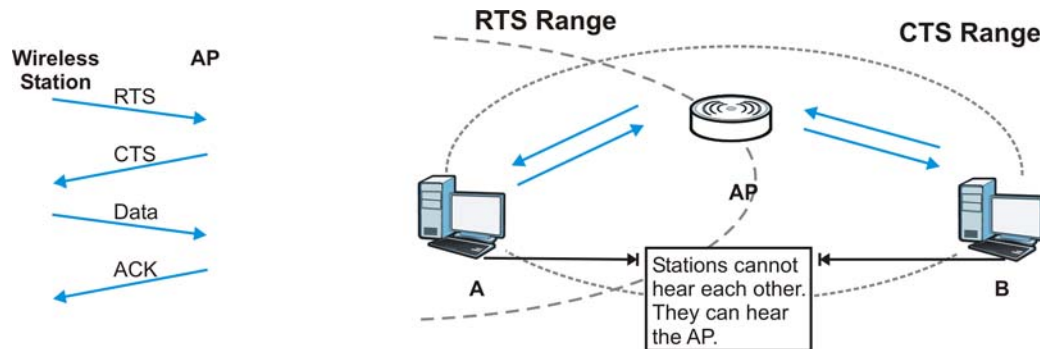 Wireless
Station
AP
RTS
CTS
Data
ACK
RTS Range
CTS Range
AP
A
B
Stations cannot
hear each other.
They can hear
the AP.